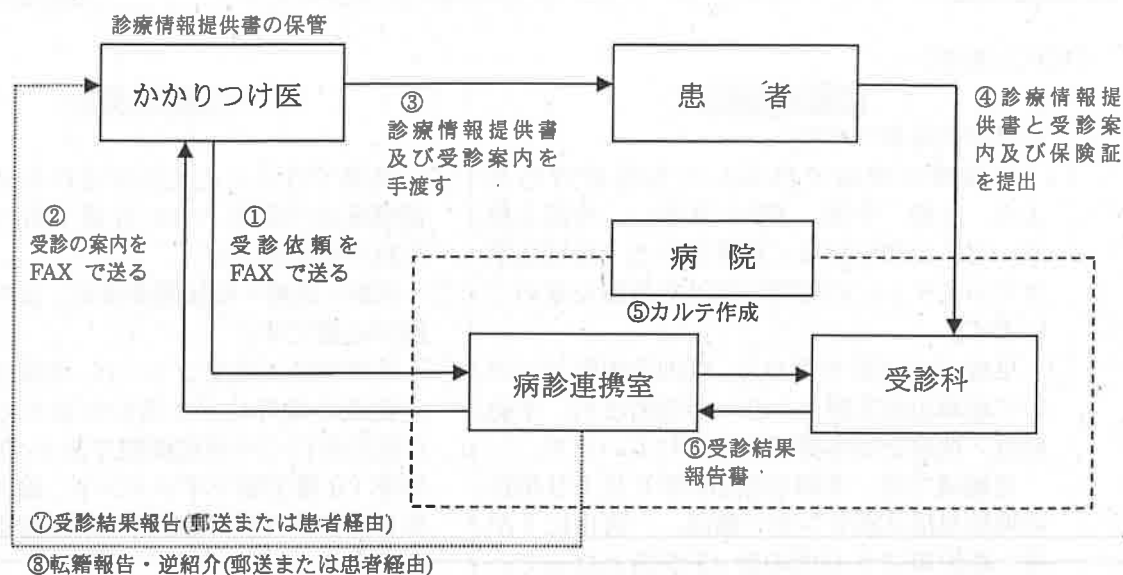 診療情報提供書の保管
かかりつけ医
患者
③
診療情報提供書
及び受診案内を
手渡す
④診療情報提
供書と受診案
内及び保険証
を提出
②
受診の案内を
FAX で送る
①
受診依頼を
FAX で送る
病院
⑤カルテ作成
病診連携室
受診科
⑥受診結果
報告書
⑦受診結果報告(郵送または患者経由)
⑧転籍報告・逆紹介(郵送または患者経由)